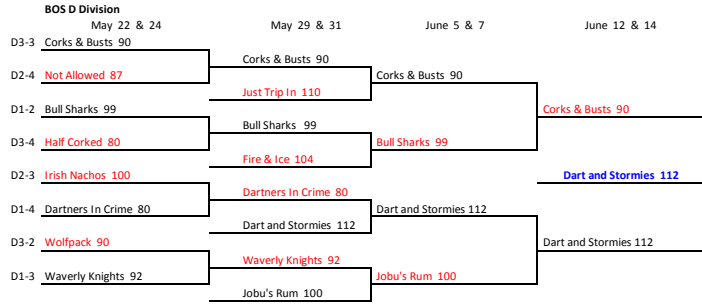 BOS D Division
May 22 & 24 May 29 & 31 June 5 & 7 June 12 & 14
D3-3 Corks & Busts 90
Corks & Busts 90
D2-4 Not Allowed 87 Corks & Busts 90
Just Trip In 110
D1-2 Bull Sharks 99 Corks & Busts 90
Bull Sharks 99
D3-4 Half Corked 80 Bull Sharks 99
Fire & Ice 104
D2-3 Irish Nachos 100 Dart and Stormies 112
Dartners In Crime 80
D1-4 Dartners In Crime 80 Dart and Stormies 112
Dart and Stormies 112
D3-2 Wolfpack 90 Dart and Stormies 112
Waverly Knights 92
D1-3 Waverly Knights 92 Jobu's Rum 100
Jobu's Rum 100